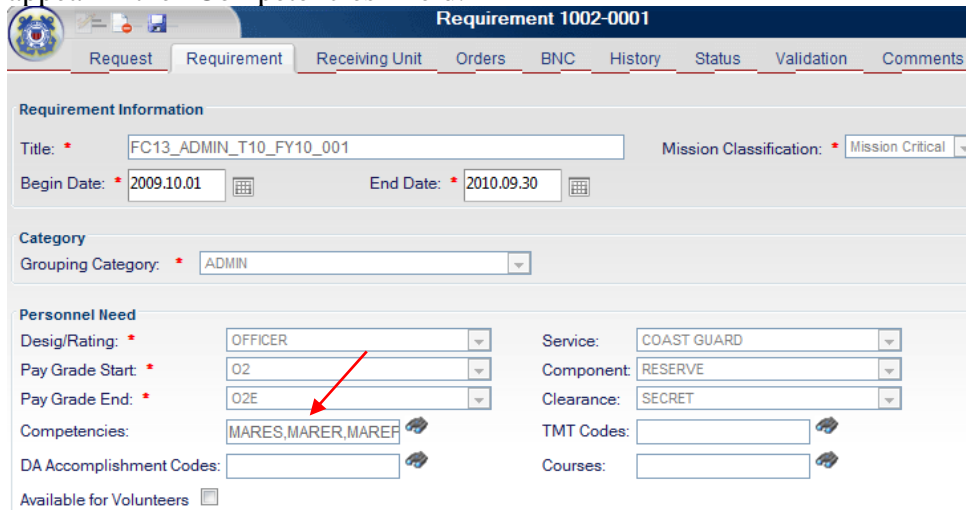 Requirement 1002-0001
Request Requirement Receiving Unit Orders BNC History Status Validation Comments
Requirement Information
Title: * FC13_ADMIN_T10_FY10_001 Mission Classification: * Mission Critical
Begin Date: * 2009.10.01 End Date: * 2010.09.30
Category
Grouping Category: * ADMIN
Personnel Need
Desig/Rating: * OFFICER Service: COAST GUARD
Pay Grade Start: * O2 Component: RESERVE
Pay Grade End: * O2E Clearance: SECRET
Competencies: MARES,MARER,MAREF TMT Codes:
DA Accomplishment Codes: Courses:
Available for Volunteers